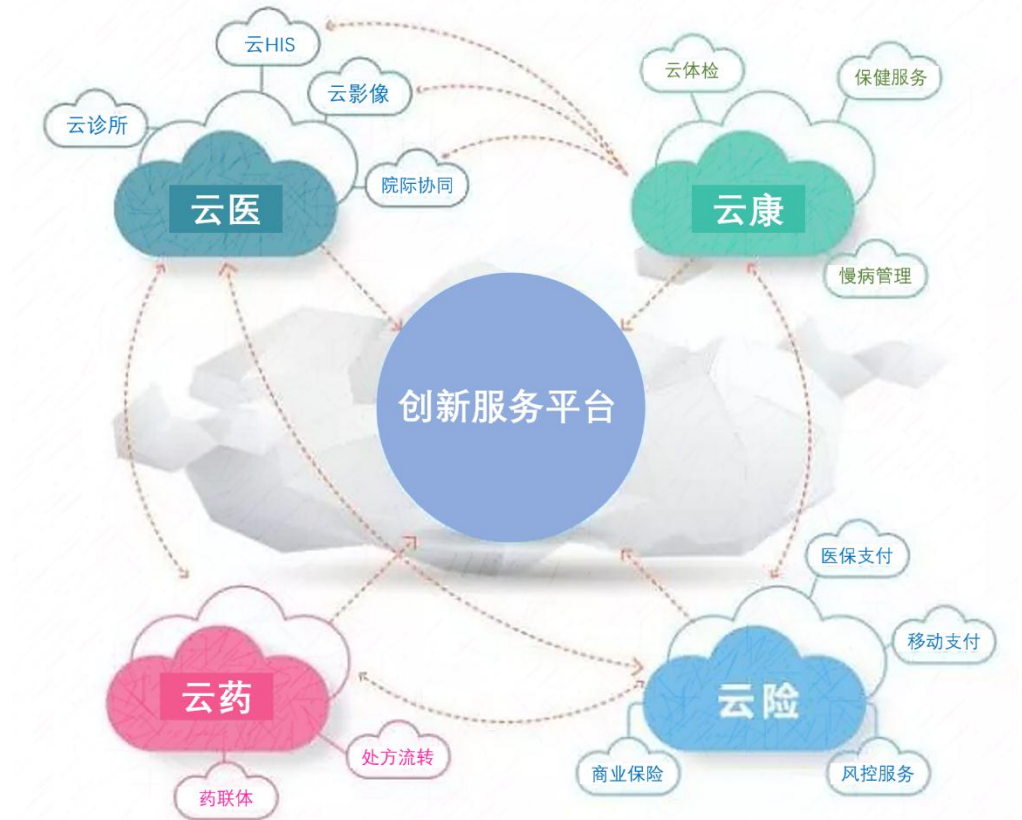 云HIS
云影像
云诊所
院际协同
云医
云体检
保健服务
云康
慢病管理
创新服务平台
云药
处方流转
药联体
医保支付
移动支付
云险
商业保险
风控服务